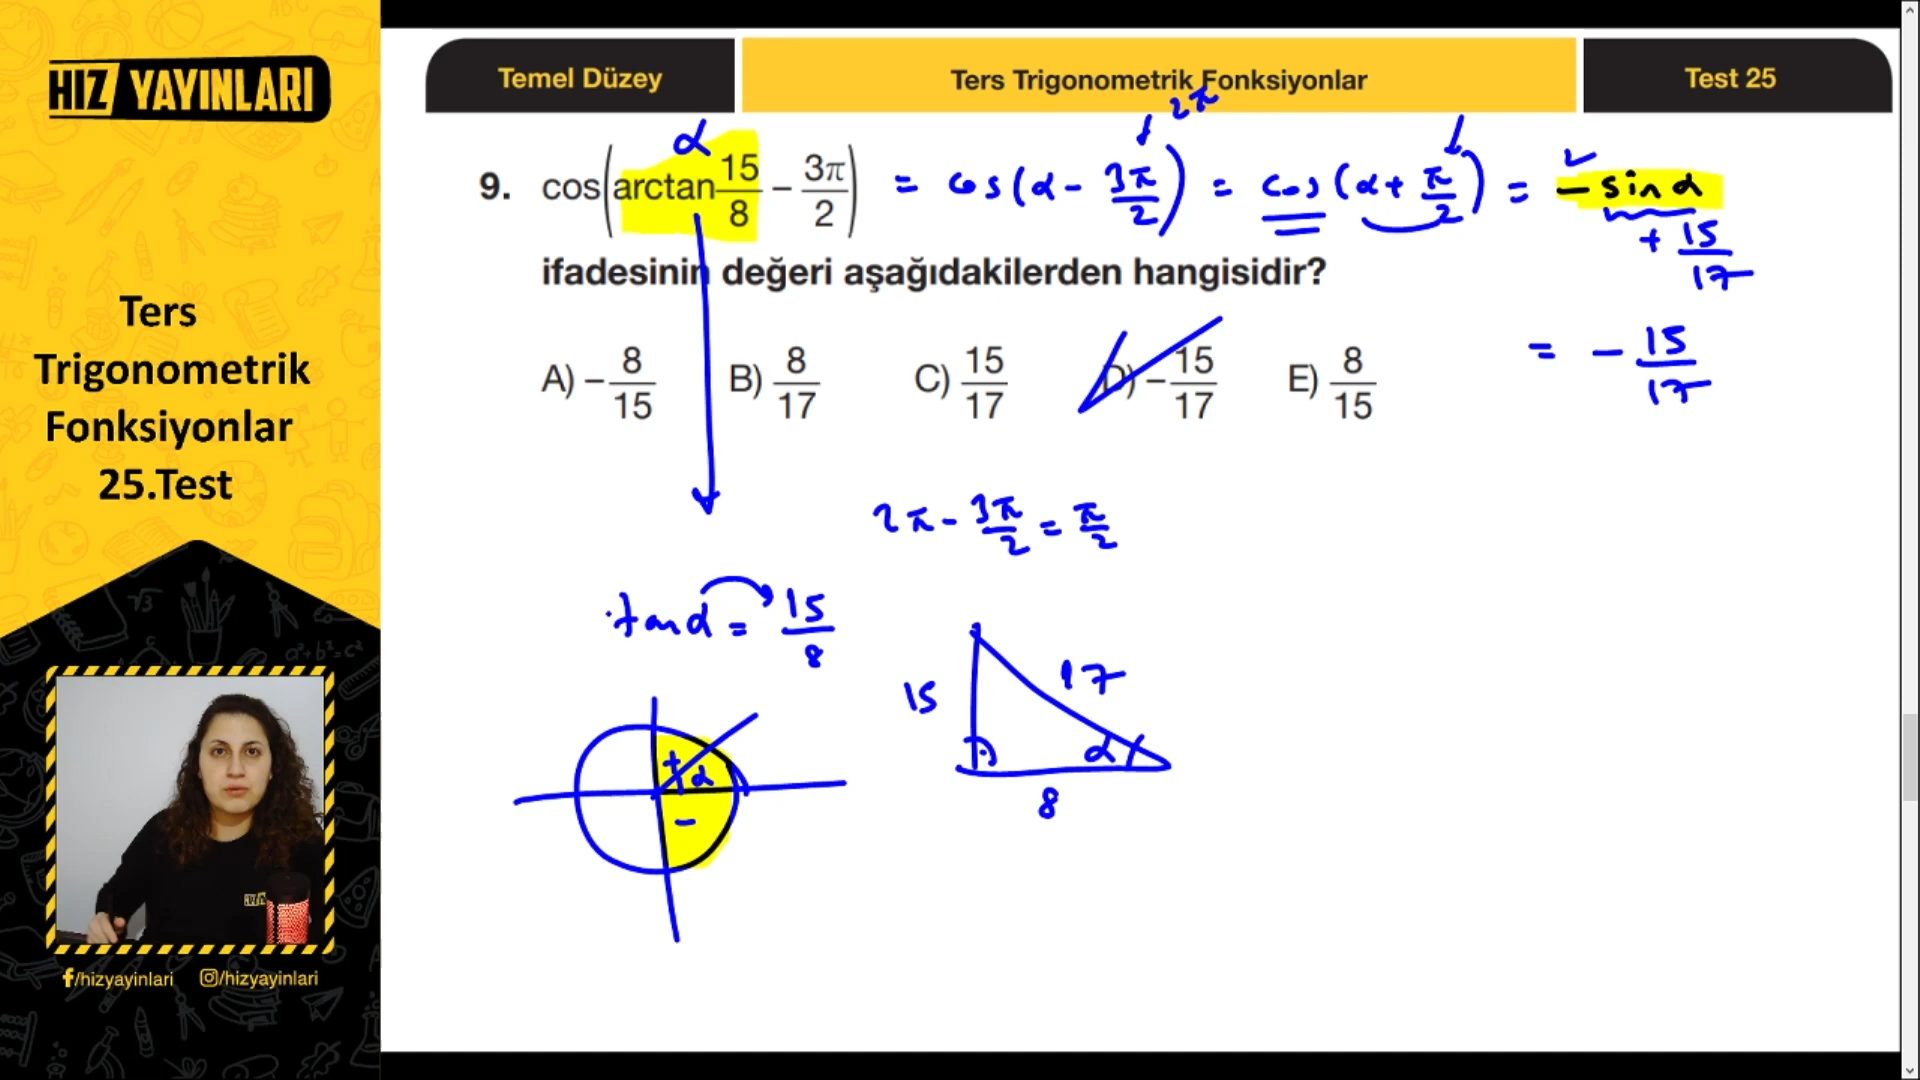 HIZ YAYINLARI
Ters
Trigonometrik
Fonksiyonlar
25.Test
f/hizyayinlari /hizyayinlari
Temel Düzey
Ters Trigonometrik Fonksiyonlar
Test 25
2π
α
9. cos(arctan 15/8 − 3π/2) = cos(α − 3π/2) = cos(α + π/2) = − sin α
+ 15/17
ifadesinin değeri aşağıdakilerden hangisidir?
= − 15/17
A) −8/15 B) 8/17 C) 15/17 D) −15/17 E) 8/15
2π − 3π/2 = π/2
tanα = 15/8
15
17
α
8
+ α
−